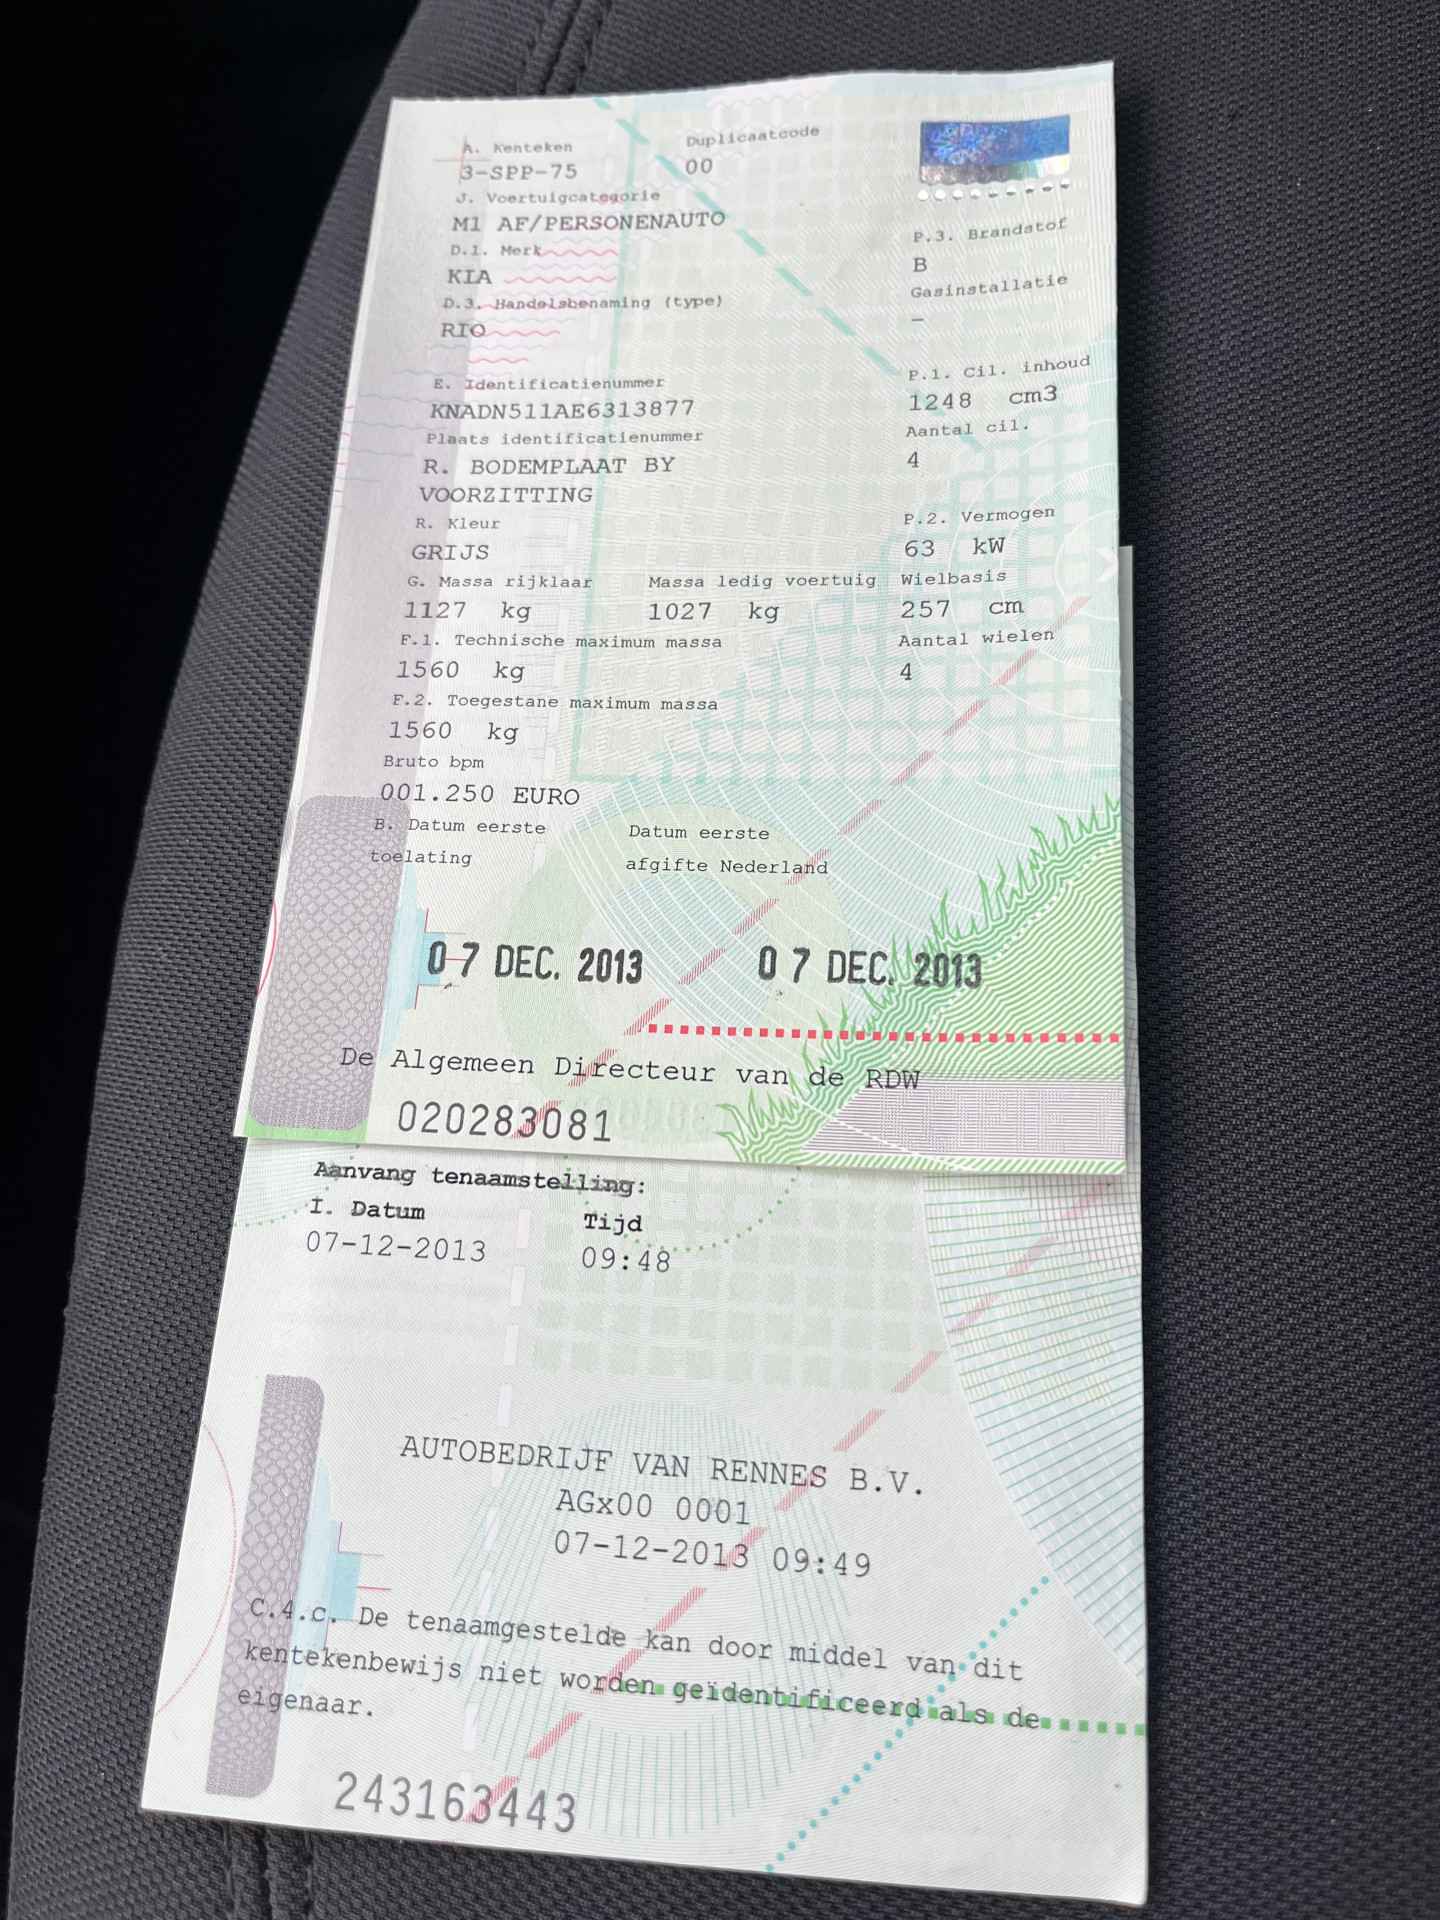 A. Kenteken Duplicaatcode
3-SPP-75 00
J. Voertuigcategorie
M1 AF/PERSONENAUTO
D.1. Merk P.3. Brandstof
KIA B
D.3. Handelsbenaming (type) Gasinstallatie
RIO –
E. Identificatienummer P.1. Cil. inhoud
KNADN511AE6313877 1248 cm3
Plaats identificatienummer Aantal cil.
R. BODEMPLAAT BY 4
VOORZITTING
R. Kleur P.2. Vermogen
GRIJS 63 kW
G. Massa rijklaar Massa ledig voertuig Wielbasis
1127 kg 1027 kg 257 cm
F.1. Technische maximum massa Aantal wielen
1560 kg 4
F.2. Toegestane maximum massa
1560 kg
Bruto bpm
001.250 EURO
B. Datum eerste Datum eerste
toelating afgifte Nederland
07 DEC. 2013 07 DEC. 2013
De Algemeen Directeur van de RDW
020283081
Aanvang tenaamstelling:
I. Datum Tijd
07-12-2013 09:48
AUTOBEDRIJF VAN RENNES B.V.
AGx00 0001
07-12-2013 09:49
C.4.c. De tenaamgestelde kan door middel van dit
kentekenbewijs niet worden geïdentificeerd als de
eigenaar.
243163443